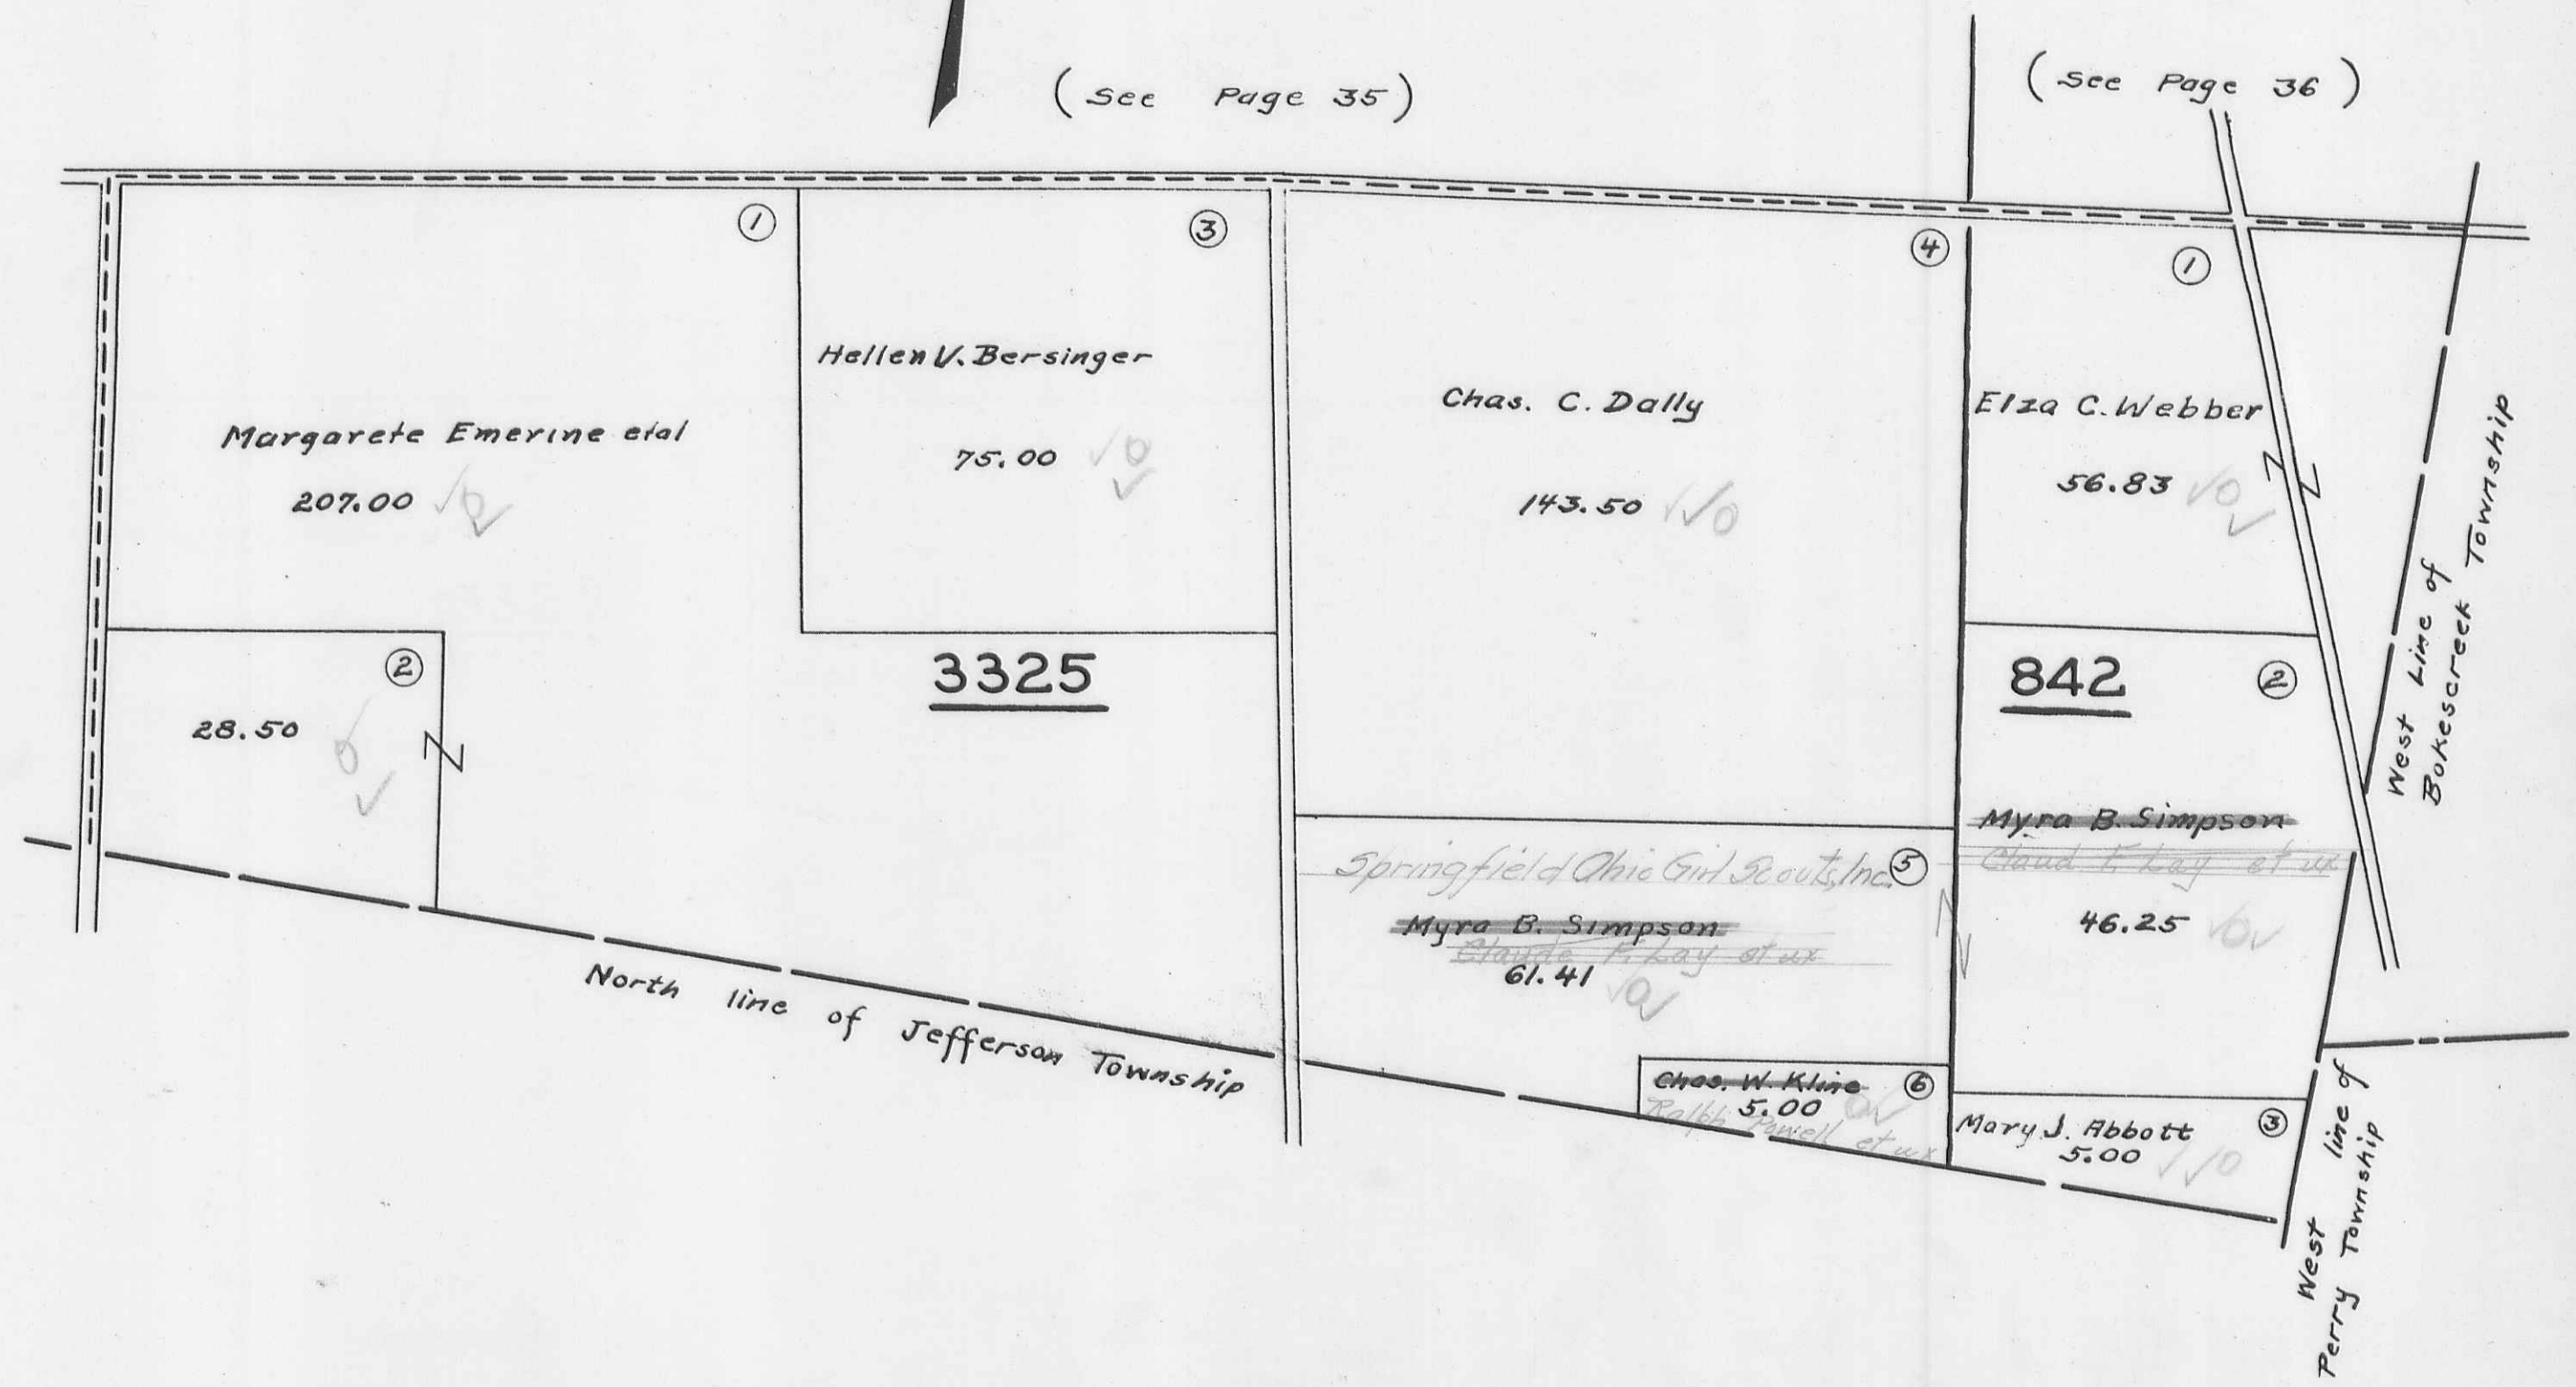 ( See Page 35 )
( See Page 36 )
1
3
4
1
Hellen V. Bersinger
75.00
Margarete Emerine etal
207.00
Chas. C. Dally
143.50
Elza C. Webber
56.83
West Line of
Bokescreek Township
2
28.50
3325
842
2
Myra B. Simpson
Claud F. Lay et ux
46.25
Springfield Ohio Girl Scouts, Inc.
5
Myra B. Simpson
Claude F. Lay et ux
61.41
North line of Jefferson Township
Chas. W. Kline
6
5.00
Ralph Powell et ux
Mary J. Abbott
3
5.00
West line of
Perry Township